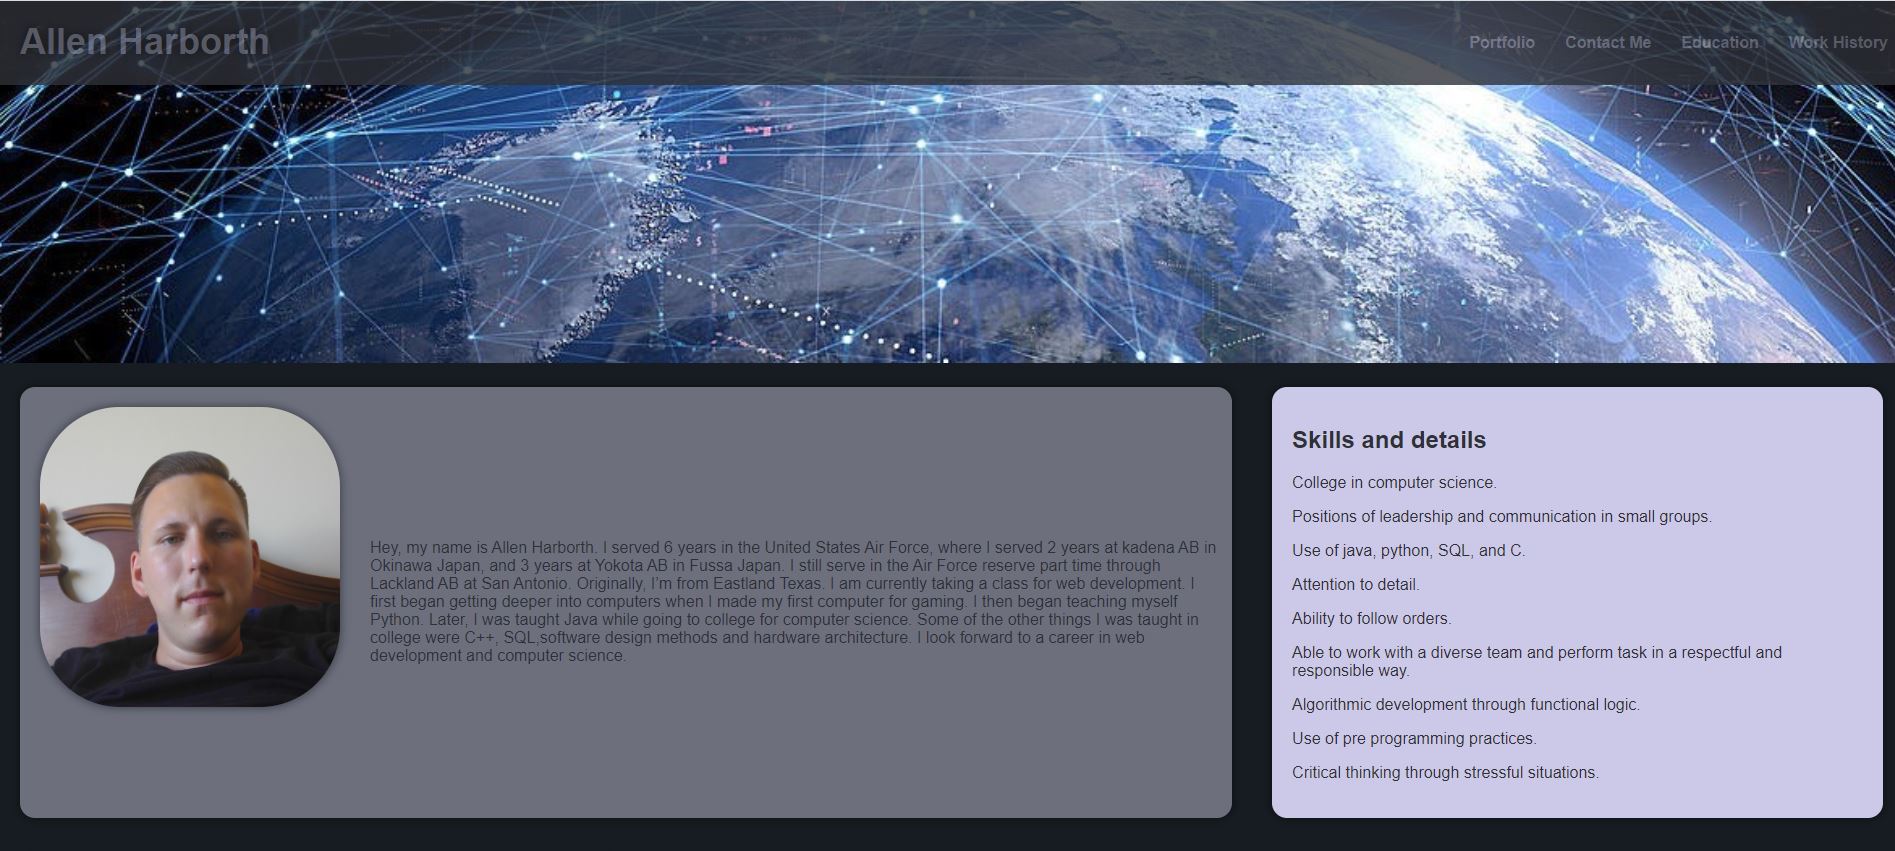 Allen Harborth
Portfolio Contact Me Education Work History
Hey, my name is Allen Harborth. I served 6 years in the United States Air Force, where I served 2 years at kadena AB in
Okinawa Japan, and 3 years at Yokota AB in Fussa Japan. I still serve in the Air Force reserve part time through
Lackland AB at San Antonio. Originally, I'm from Eastland Texas. I am currently taking a class for web development. I
first began getting deeper into computers when I made my first computer for gaming. I then began teaching myself
Python. Later, I was taught Java while going to college for computer science. Some of the other things I was taught in
college were C++, SQL,software design methods and hardware architecture. I look forward to a career in web
development and computer science.
Skills and details
College in computer science.
Positions of leadership and communication in small groups.
Use of java, python, SQL, and C.
Attention to detail.
Ability to follow orders.
Able to work with a diverse team and perform task in a respectful and
responsible way.
Algorithmic development through functional logic.
Use of pre programming practices.
Critical thinking through stressful situations.